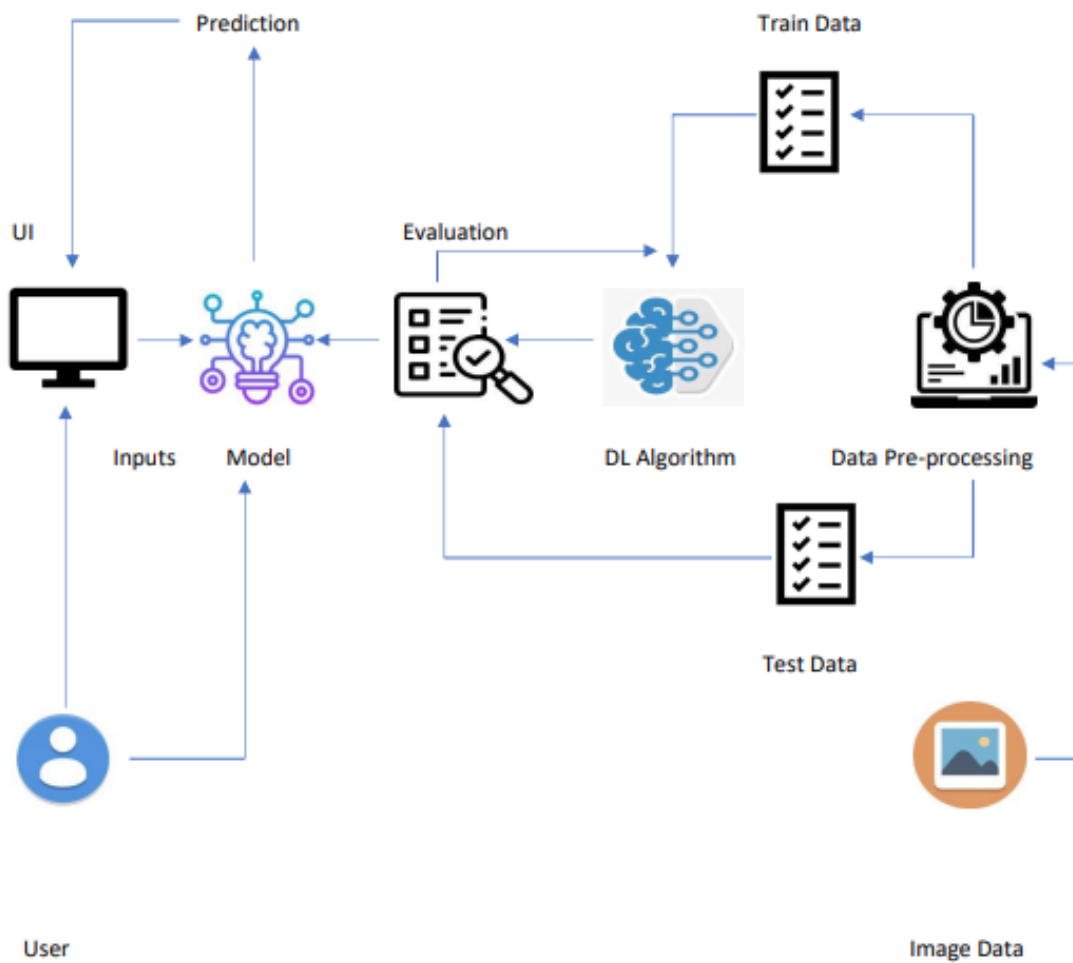 Prediction
Train Data
UI
Evaluation
Inputs
Model
DL Algorithm
Data Pre-processing
Test Data
User
Image Data